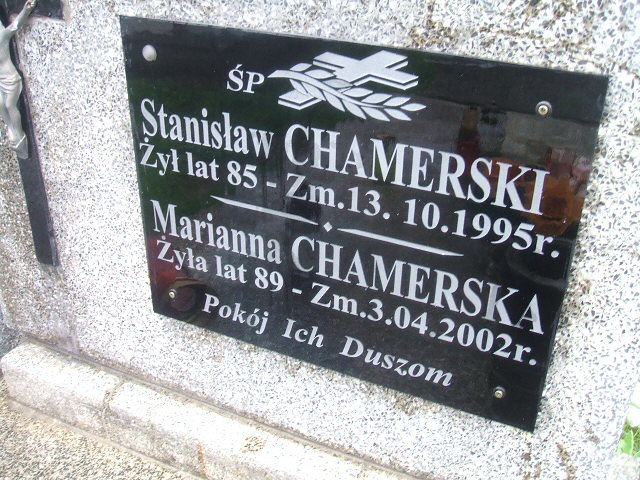 ŚP
Stanisław CHAMERSKI
Żył lat 85 - Zm.13. 10.1995r.
Marianna CHAMERSKA
Żyła lat 89 - Zm.3.04.2002r.
Pokój Ich Duszom